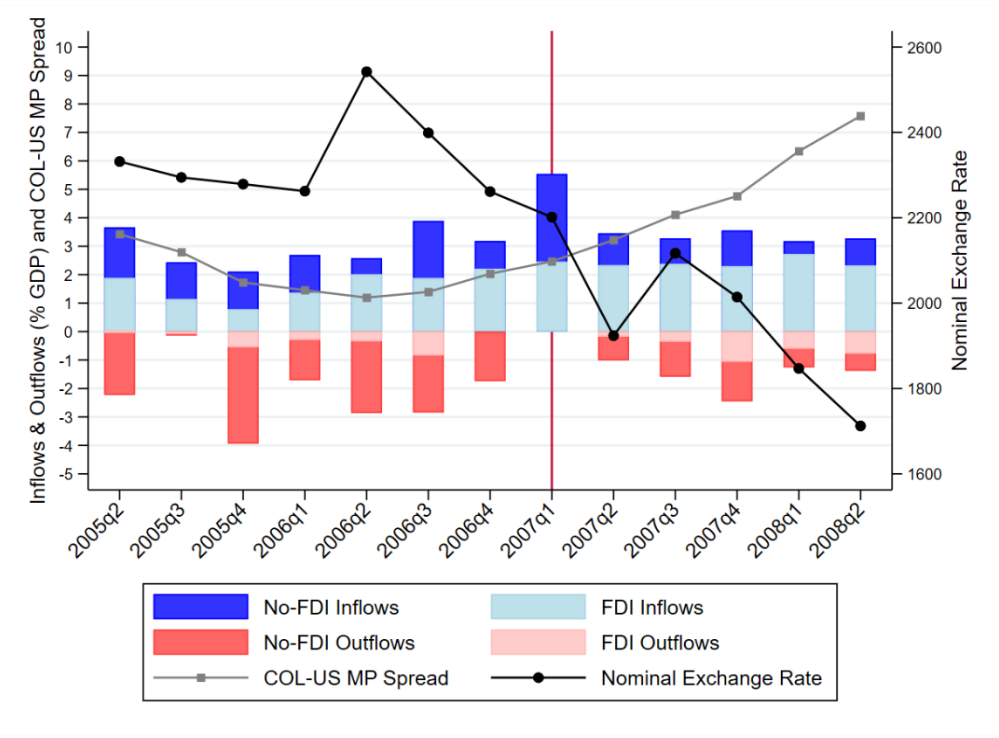 Inflows & Outflows (% GDP) and COL-US MP Spread
10
9
8
7
6
5
4
3
2
1
0
-1
-2
-3
-4
-5
2600
2400
2200
2000
1800
1600
Nominal Exchange Rate
2005q2
2005q3
2005q4
2006q1
2006q2
2006q3
2006q4
2007q1
2007q2
2007q3
2007q4
2008q1
2008q2
No-FDI Inflows
FDI Inflows
No-FDI Outflows
FDI Outflows
COL-US MP Spread
Nominal Exchange Rate